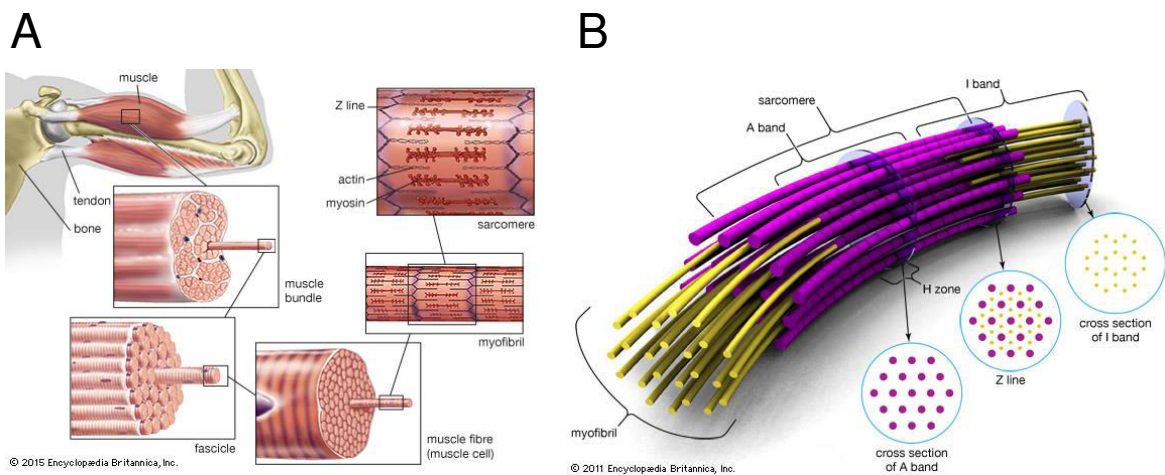 A
muscle
tendon
bone
Z line
actin
myosin
sarcomere
muscle
bundle
myofibril
fascicle
muscle fibre
(muscle cell)
© 2015 Encyclopædia Britannica, Inc.
B
I band
sarcomere
A band
H zone
cross section
of I band
Z line
cross section
of A band
myofibril
© 2011 Encyclopædia Britannica, Inc.